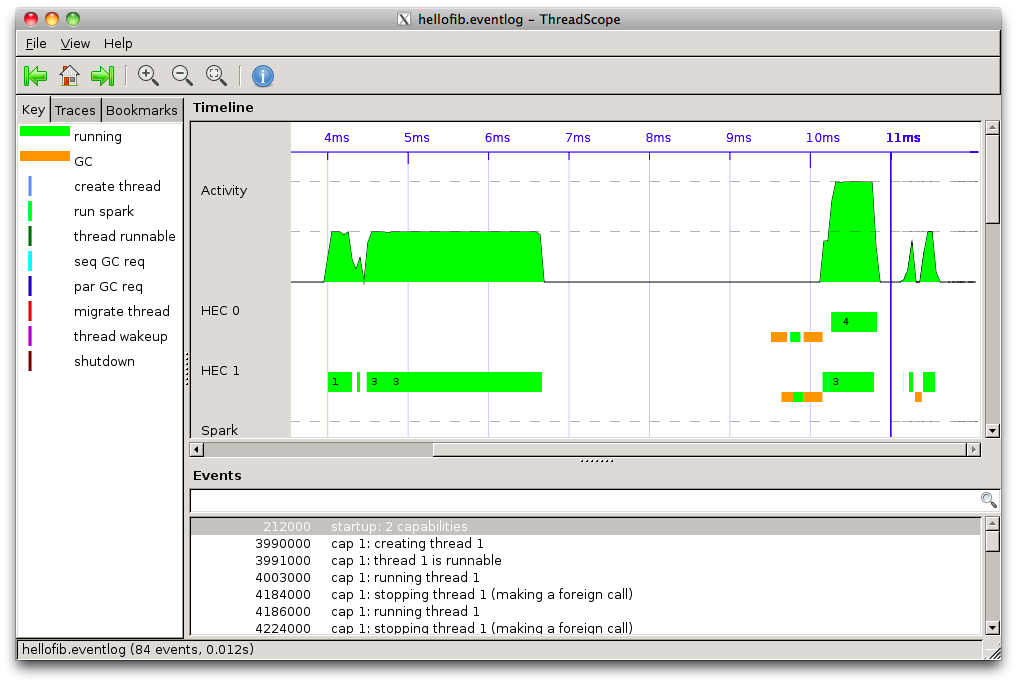 hellofib.eventlog – ThreadScope
File View Help
Key Traces Bookmarks
running
GC
create thread
run spark
thread runnable
seq GC req
par GC req
migrate thread
thread wakeup
shutdown
Timeline
4ms 5ms 6ms 7ms 8ms 9ms 10ms 11ms
Activity
HEC 0
4
HEC 1
1 3 3 3
Spark
Events
212000 startup: 2 capabilities
3990000 cap 1: creating thread 1
3991000 cap 1: thread 1 is runnable
4003000 cap 1: running thread 1
4184000 cap 1: stopping thread 1 (making a foreign call)
4186000 cap 1: running thread 1
4224000 cap 1: stopping thread 1 (making a foreign call)
hellofib.eventlog (84 events, 0.012s)